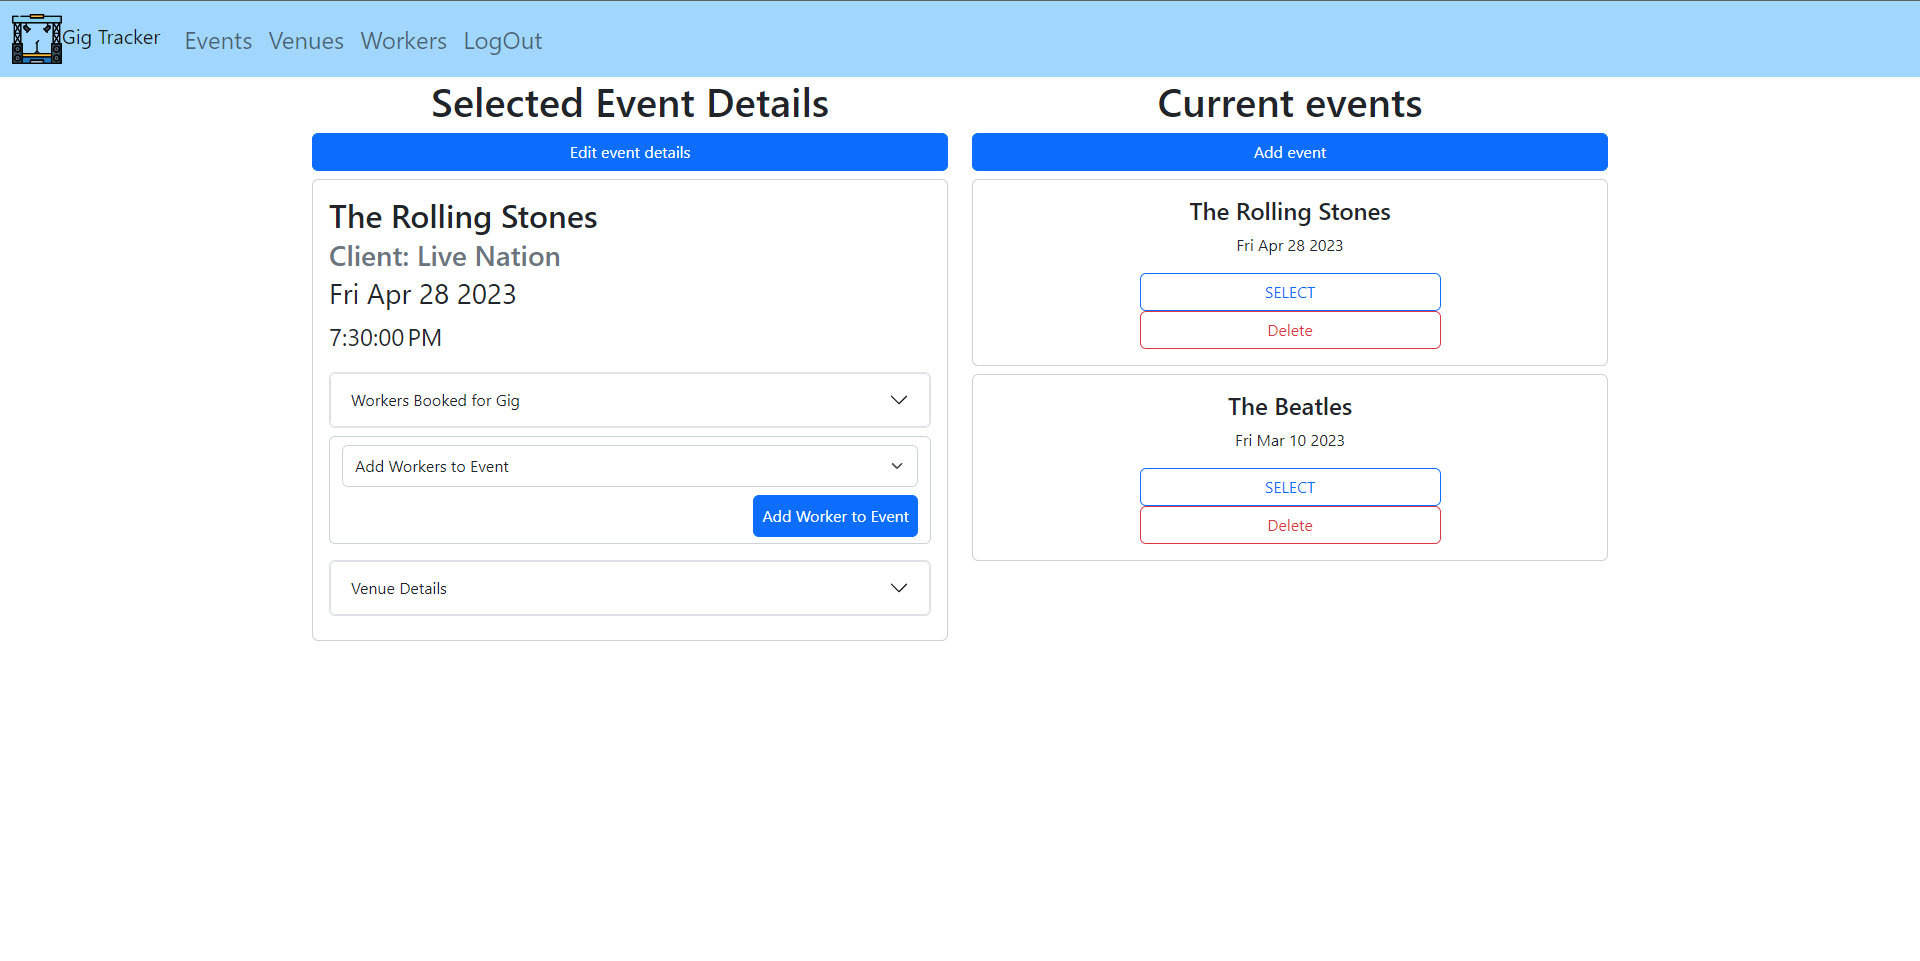 Gig Tracker Events Venues Workers LogOut
Selected Event Details
Edit event details
The Rolling Stones
Client: Live Nation
Fri Apr 28 2023
7:30:00 PM
Workers Booked for Gig
Add Workers to Event
Add Worker to Event
Venue Details
Current events
Add event
The Rolling Stones
Fri Apr 28 2023
SELECT
Delete
The Beatles
Fri Mar 10 2023
SELECT
Delete